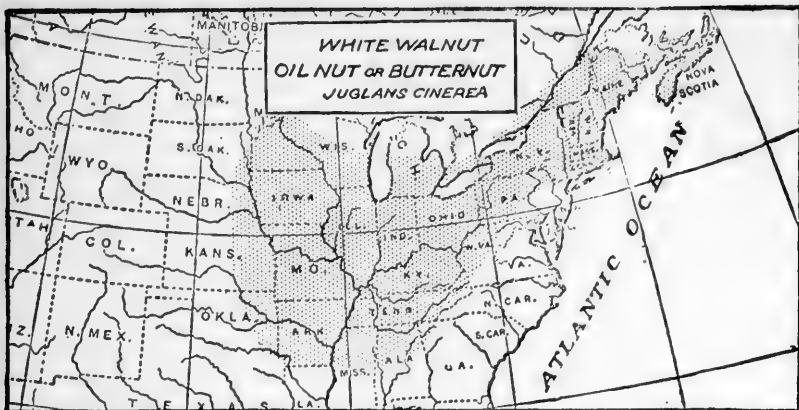 WHITE WALNUT
OIL NUT OR BUTTERNUT
JUGLANS CINEREA
MANITOBA
MONT.
N. DAK.
S. DAK.
WYO.
NEBR.
IOWA
WIS.
COL.
KANS.
MO.
ILL.
IND.
OHIO
PA.
N.Y.
MAINE
NOVA
SCOTIA
W.VA.
VA.
KY.
TENN
N. CAR.
S. CAR.
OKLA.
ARK
N. MEX.
TEXAS
LA.
MISS.
ALA
GA.
ATLANTIC OCEAN